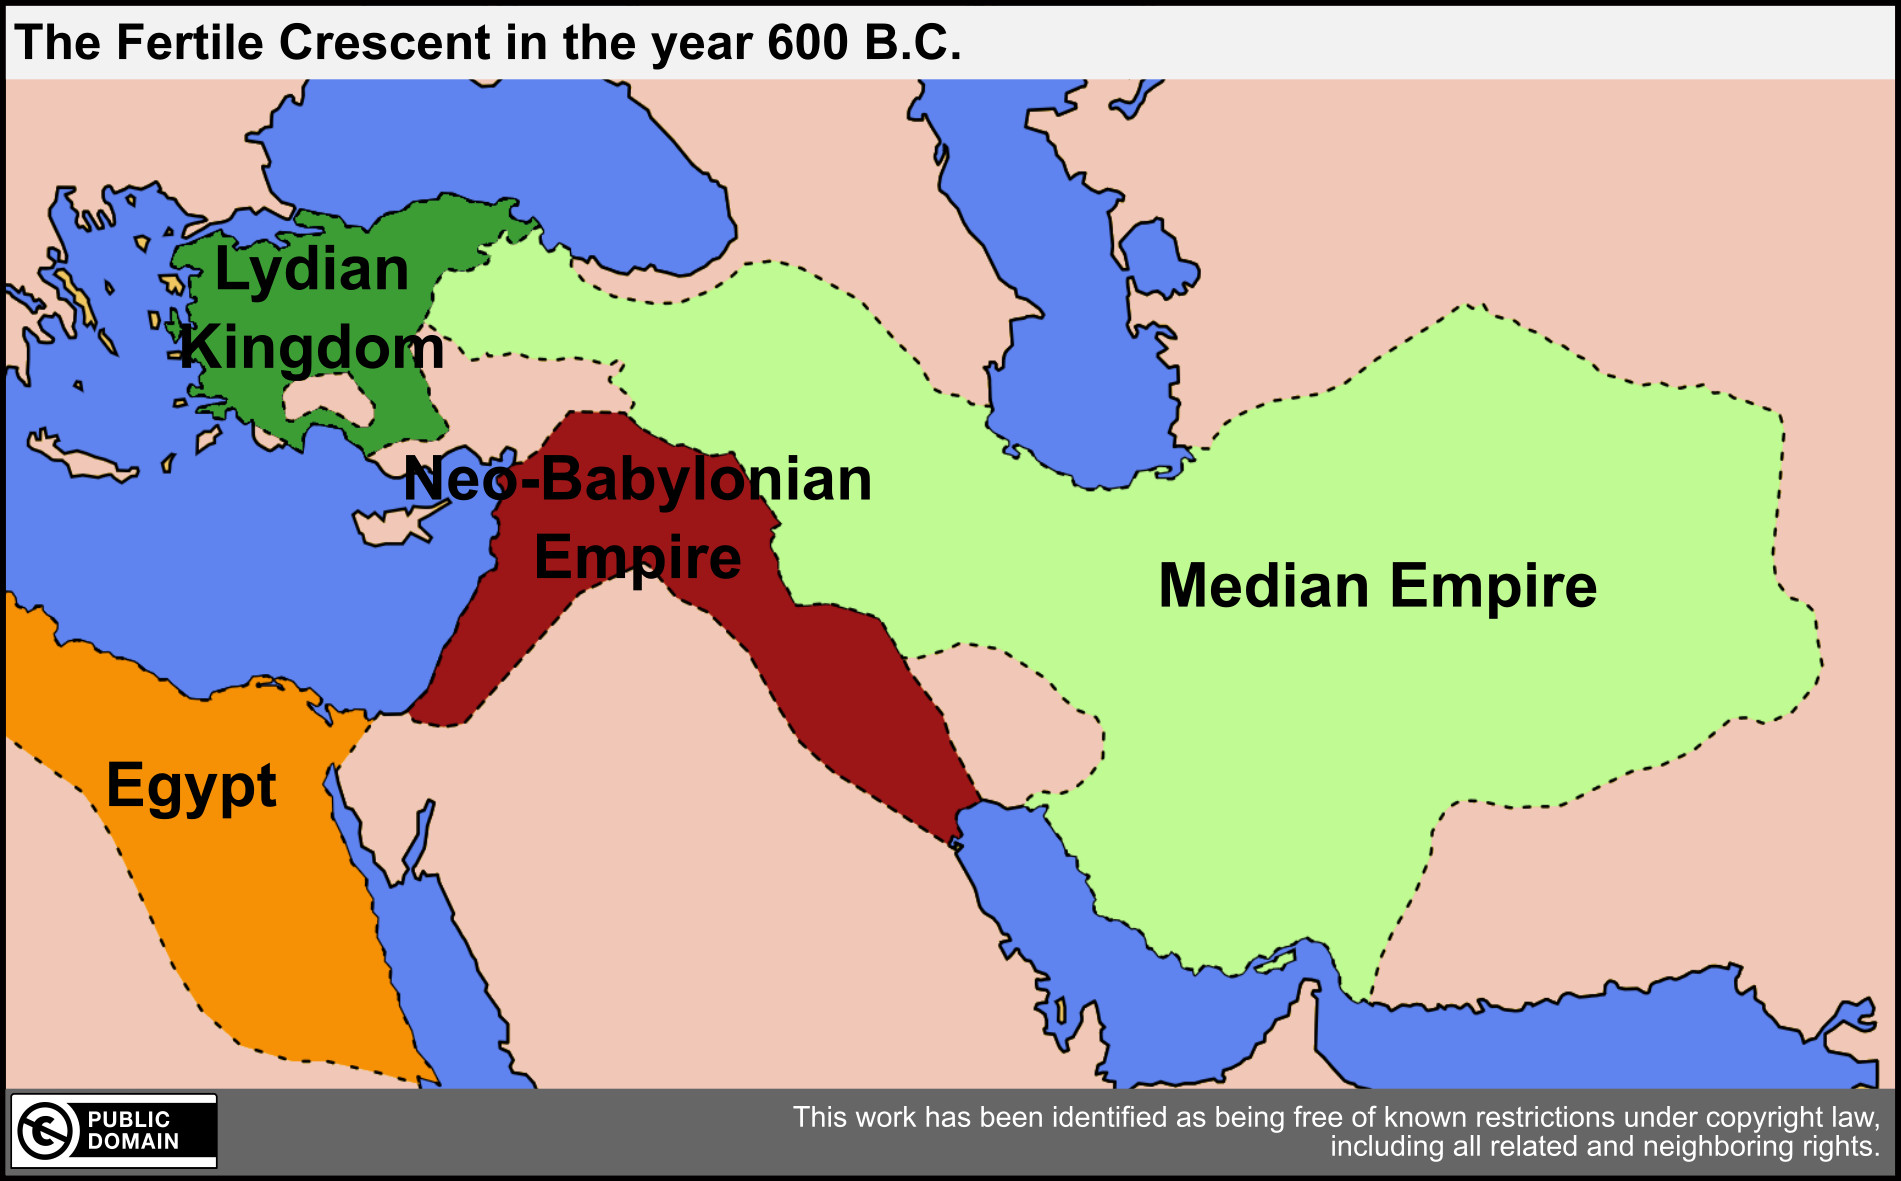 The Fertile Crescent in the year 600 B.C.
Lydian
Kingdom
Neo-Babylonian
Empire
Median Empire
Egypt
PUBLIC
DOMAIN
This work has been identified as being free of known restrictions under copyright law,
including all related and neighboring rights.